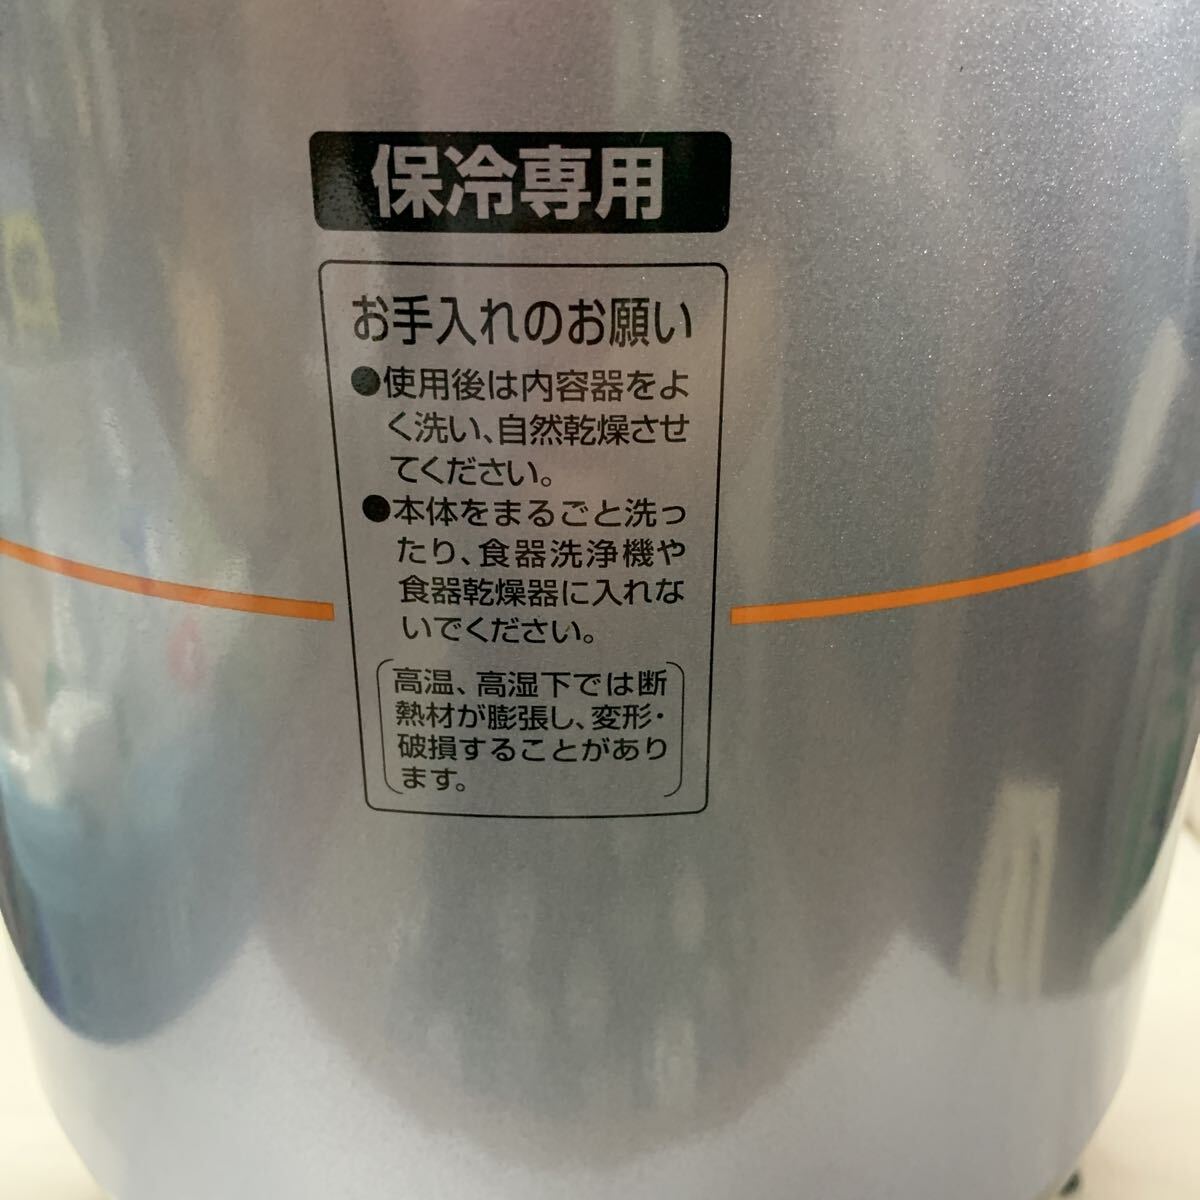 保冷専用
お手入れのお願い
●使用後は内容器をよ
く洗い、自然乾燥させ
てください。
●本体をまるごと洗っ
たり、食器洗浄機や
食器乾燥器に入れな
いでください。
高温、高湿下では断
熱材が膨張し、変形・
破損することがあり
ます。